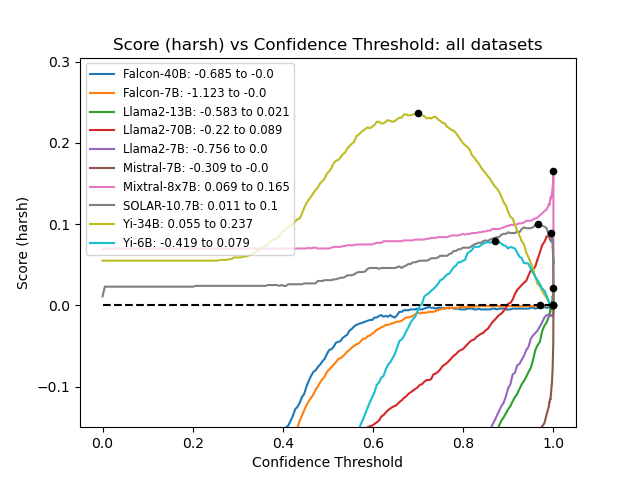 Score (harsh) vs Confidence Threshold: all datasets
Score (harsh)
0.3
0.2
0.1
0.0
−0.1
Falcon-40B: -0.685 to -0.0
Falcon-7B: -1.123 to -0.0
Llama2-13B: -0.583 to 0.021
Llama2-70B: -0.22 to 0.089
Llama2-7B: -0.756 to 0.0
Mistral-7B: -0.309 to -0.0
Mixtral-8x7B: 0.069 to 0.165
SOLAR-10.7B: 0.011 to 0.1
Yi-34B: 0.055 to 0.237
Yi-6B: -0.419 to 0.079
0.0 0.2 0.4 0.6 0.8 1.0
Confidence Threshold